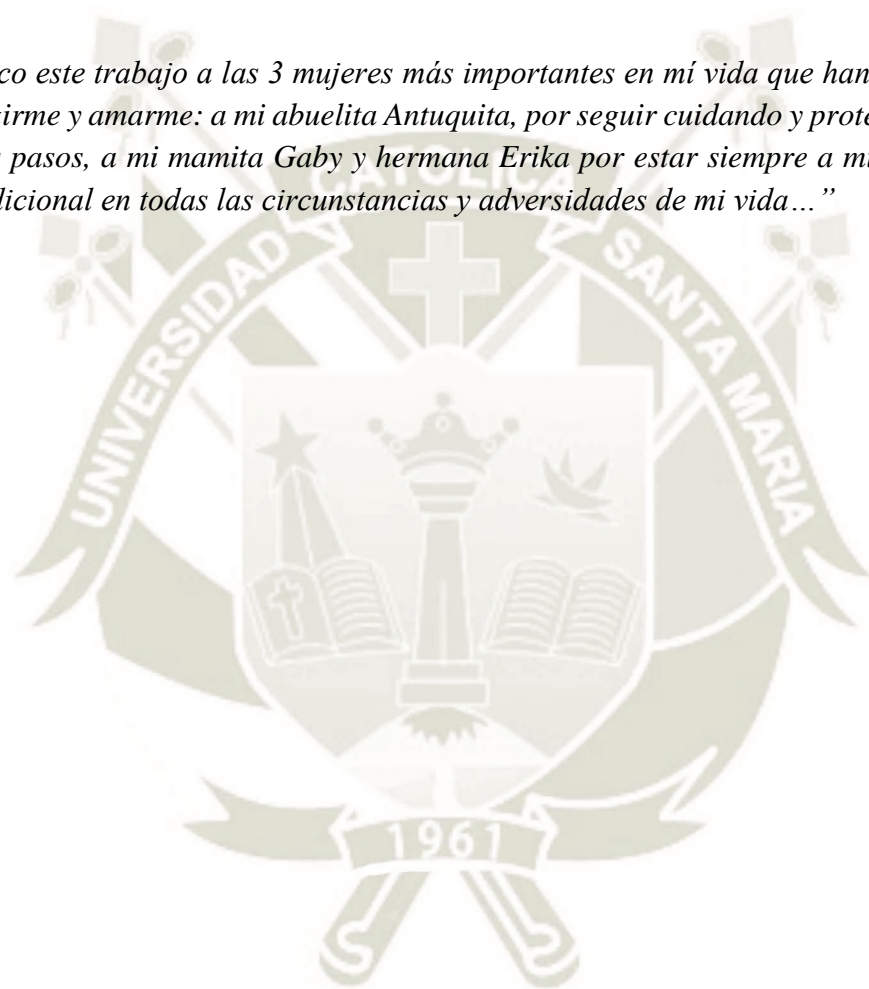 co este trabajo a las 3 mujeres más importantes en mí vida que han
irme y amarme: a mi abuelita Antuquita, por seguir cuidando y prote
pasos, a mi mamita Gaby y hermana Erika por estar siempre a m
dicional en todas las circunstancias y adversidades de mi vida…”
UNIVERSIDAD CATOLICA SANTA MARIA
1961